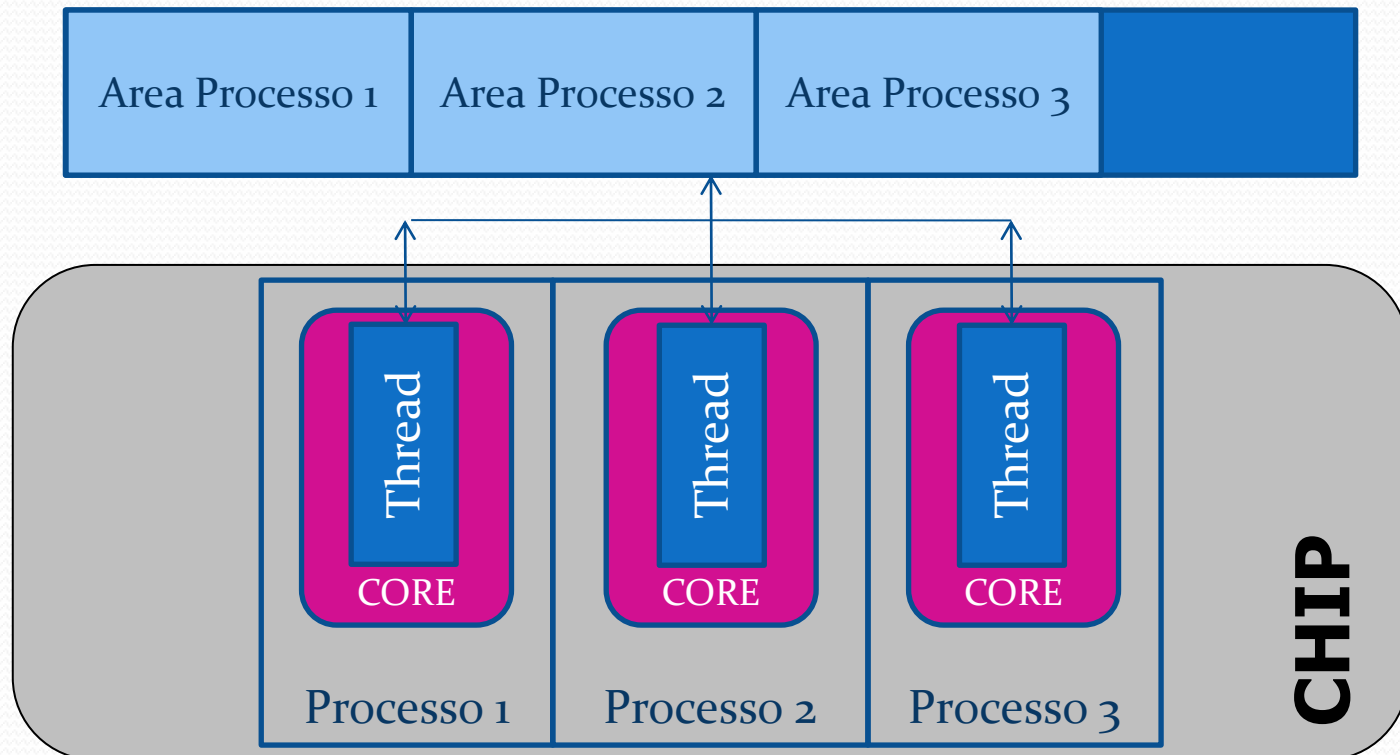 Area Processo 1
Area Processo 2
Area Processo 3
Thread
Thread
Thread
CORE
CORE
CORE
CHIP
Processo 1
Processo 2
Processo 3